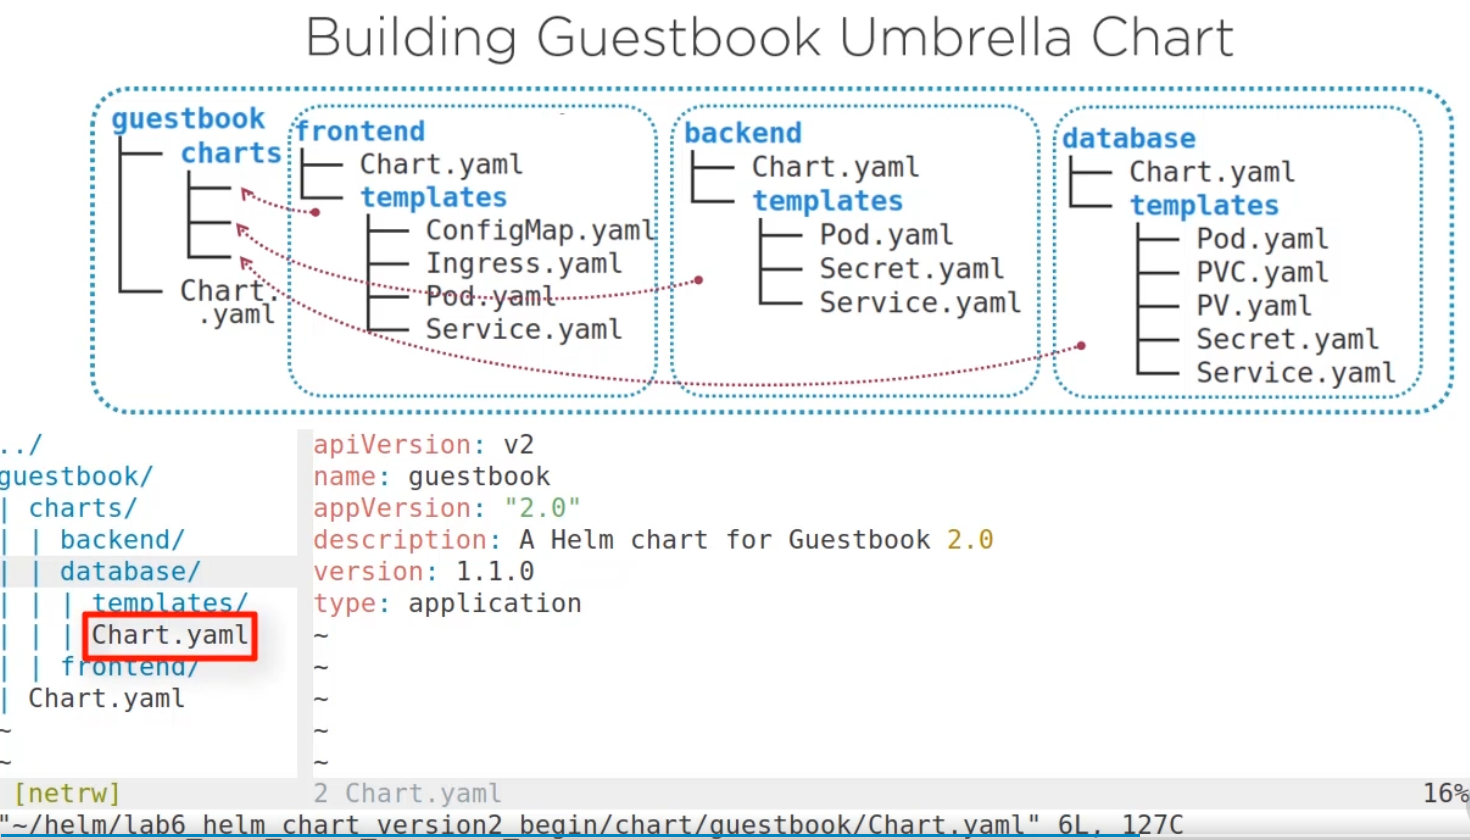 Building Guestbook Umbrella Chart
guestbook
charts
Chart.
.yaml
frontend
Chart.yaml
templates
ConfigMap.yaml
Ingress.yaml
Pod.yaml
Service.yaml
backend
Chart.yaml
templates
Pod.yaml
Secret.yaml
Service.yaml
database
Chart.yaml
templates
Pod.yaml
PVC.yaml
PV.yaml
Secret.yaml
Service.yaml
../
guestbook/
| charts/
| | backend/
| | database/
| | | templates/
| | | Chart.yaml
| | frontend/
| Chart.yaml
~
~
[netrw]
apiVersion: v2
name: guestbook
appVersion: "2.0"
description: A Helm chart for Guestbook 2.0
version: 1.1.0
type: application
~
~
~
~
~
2 Chart.yaml 16%
"~/helm/lab6_helm_chart_version2_begin/chart/guestbook/Chart.yaml" 6L, 127C